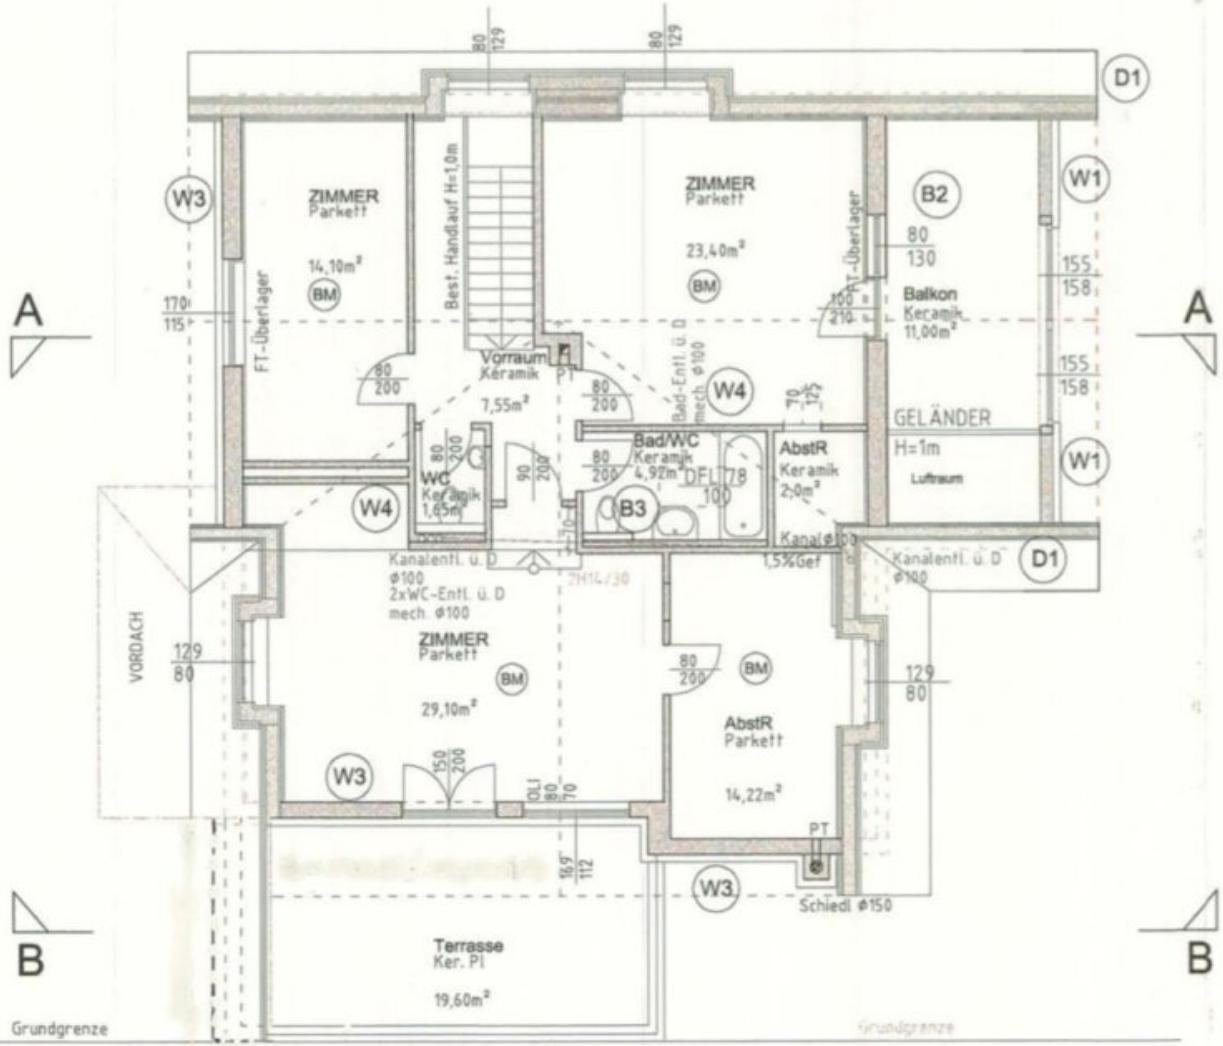 80
129
80
129
D1
W3
ZIMMER
Parkett
14,10m²
BM
FT-Überlager
170
115
Best. Handlauf H=1,0m
ZIMMER
Parkett
23,40m²
BM
FT-Überlager
B2
80
130
W1
155
158
155
158
W1
100
210
Balkon
Keramik
11,00m²
GELÄNDER
H=1m
Luftraum
A
A
Vorraum
Keramik
7,55m²
PT
80
200
80
200
Bad-Entl. ü. D
mech. Ø100
W4
70
125
80
200
WC
Keramik
1,65m²
90
200
80
200
Bad/WC
Keramik
4,92m²
DFL 78
100
B3
AbstR
Keramik
2,0m²
Kanal Ø100
1,5%Gef
W4
70
Kanalentl. ü. D
Ø100
2xWC-Entl. ü. D
mech. Ø100
2H14/30
Kanalentl. ü. D
Ø100
D1
VORDACH
129
80
ZIMMER
Parkett
29,10m²
BM
80
200
BM
AbstR
Parkett
14,22m²
129
80
W3
150
200
OLI
80
70
169
112
PT
W3
Schiedl Ø150
B
B
Terrasse
Ker. Pl
19,60m²
Grundgrenze
Grundgrenze